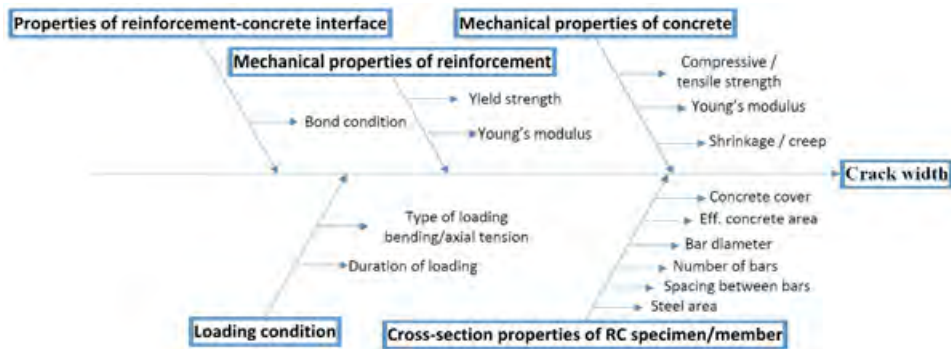 Properties of reinforcement-concrete interface
Mechanical properties of concrete
Mechanical properties of reinforcement
Compressive /
tensile strength
Yield strength
Young's modulus
Bond condition
Young's modulus
Shrinkage / creep
Crack width
Concrete cover
Eff. concrete area
Type of loading
bending/axial tension
Bar diameter
Duration of loading
Number of bars
Spacing between bars
Steel area
Loading condition
Cross-section properties of RC specimen/member